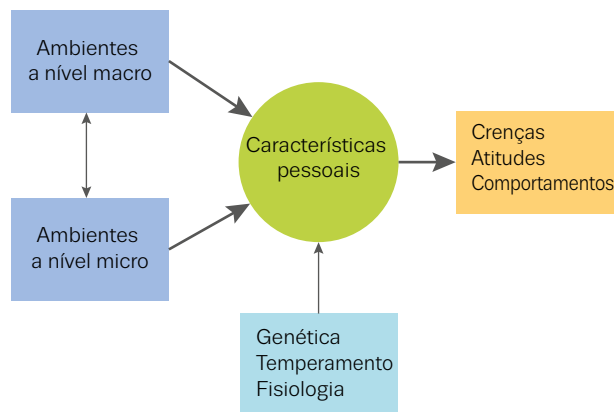 Ambientes
a nível macro
Ambientes
a nível micro
Características
pessoais
Crenças
Atitudes
Comportamentos
Genética
Temperamento
Fisiologia